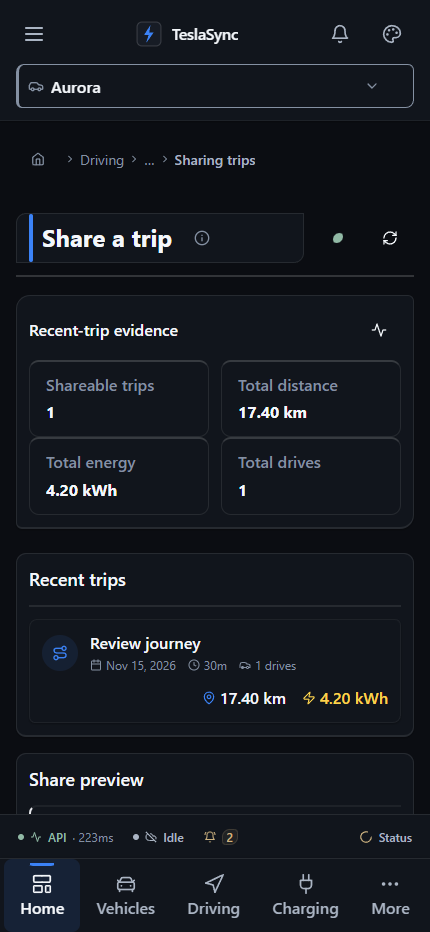 TeslaSync
Aurora
Driving ... Sharing trips
Share a trip
Recent-trip evidence
Shareable trips
1
Total distance
17.40 km
Total energy
4.20 kWh
Total drives
1
Recent trips
Review journey
Nov 15, 2026 30m 1 drives
17.40 km 4.20 kWh
Share preview
API · 223ms Idle 2 Status
Home Vehicles Driving Charging More